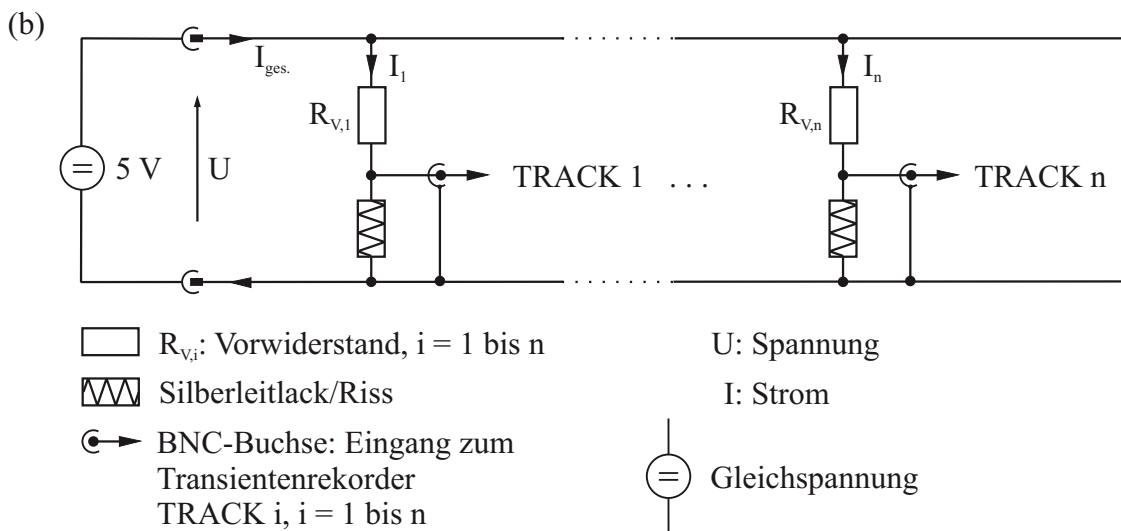 (b)
I_ges.
I_1
I_n
R_V,1
R_V,n
5 V
U
TRACK 1 . . .
TRACK n
R_V,i: Vorwiderstand, i = 1 bis n
U: Spannung
Silberleitlack/Riss
I: Strom
BNC-Buchse: Eingang zum
Transientenrekorder
TRACK i, i = 1 bis n
Gleichspannung